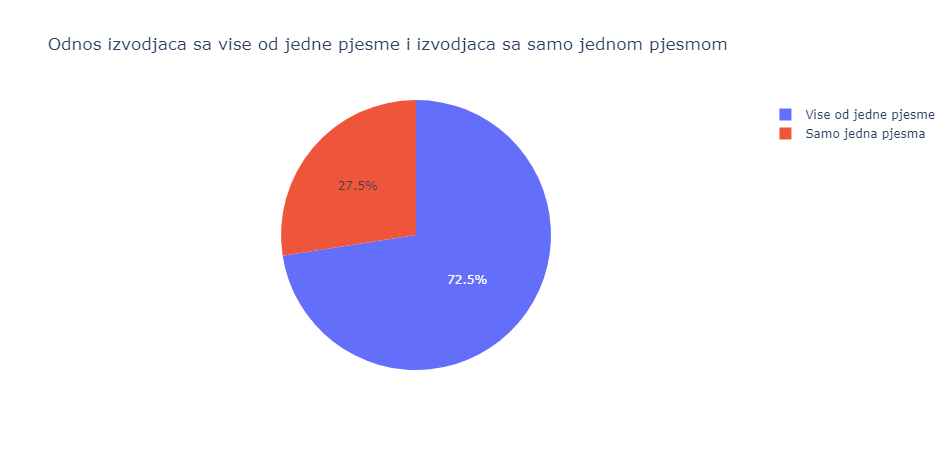 Odnos izvodjaca sa vise od jedne pjesme i izvodjaca sa samo jednom pjesmom
Vise od jedne pjesme
Samo jedna pjesma
27.5%
72.5%